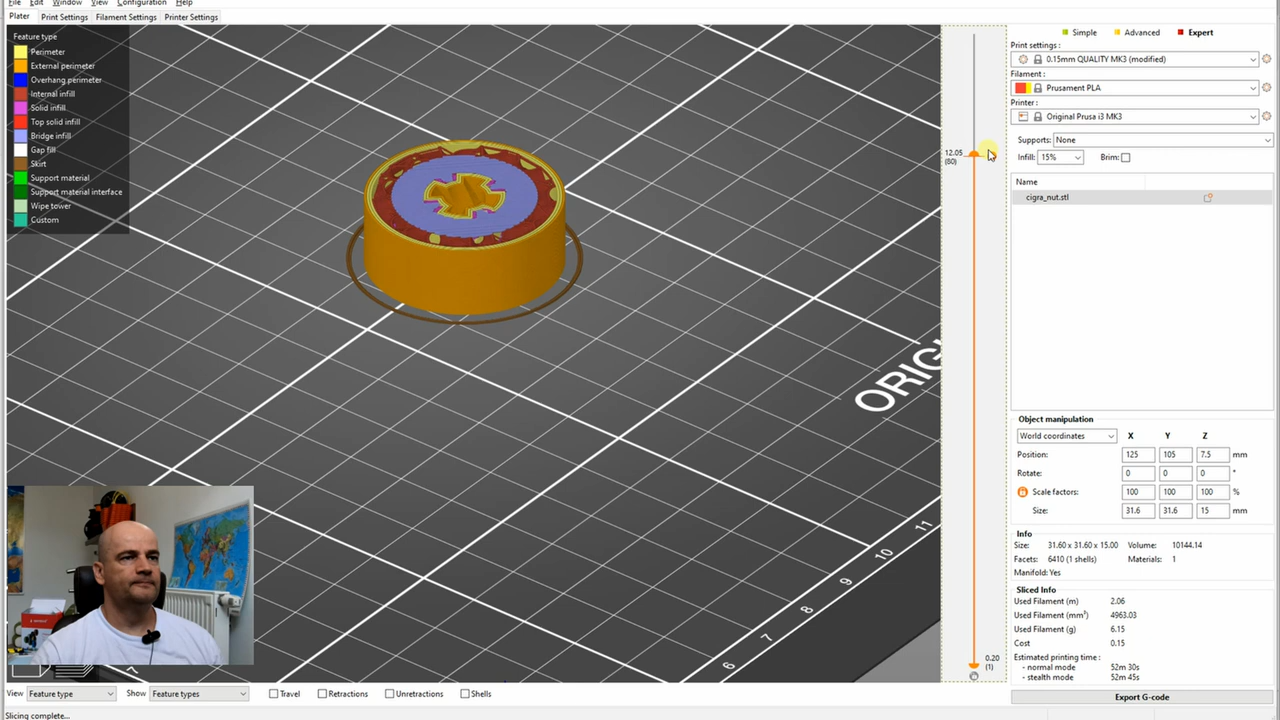 File Edit Window View Configuration Help
Plater Print Settings Filament Settings Printer Settings
Feature type
Perimeter
External perimeter
Overhang perimeter
Internal infill
Solid infill
Top solid infill
Bridge infill
Gap fill
Skirt
Support material
Support material interface
Wipe tower
Custom
12.05
(80)
0.20
(1)
ORIG
11
10
9
8
7
6
Simple Advanced Expert
Print settings :
0.15mm QUALITY MK3 (modified)
Filament :
Prusament PLA
Printer :
Original Prusa i3 MK3
Supports: None
Infill: 15% Brim:
Name
cigra_nut.stl
Object manipulation
World coordinates X Y Z
Position: 125 105 7.5 mm
Rotate: 0 0 0 °
Scale factors: 100 100 100 %
Size: 31.6 31.6 15 mm
Info
Size: 31.60 x 31.60 x 15.00 Volume: 10144.14
Facets: 6410 (1 shells) Materials: 1
Manifold: Yes
Sliced Info
Used Filament (m) 2.06
Used Filament (mm³) 4963.03
Used Filament (g) 6.15
Cost 0.15
Estimated printing time :
- normal mode 52m 30s
- stealth mode 52m 45s
Export G-code
View Feature type Show Feature types Travel Retractions Unretractions Shells
Slicing complete...